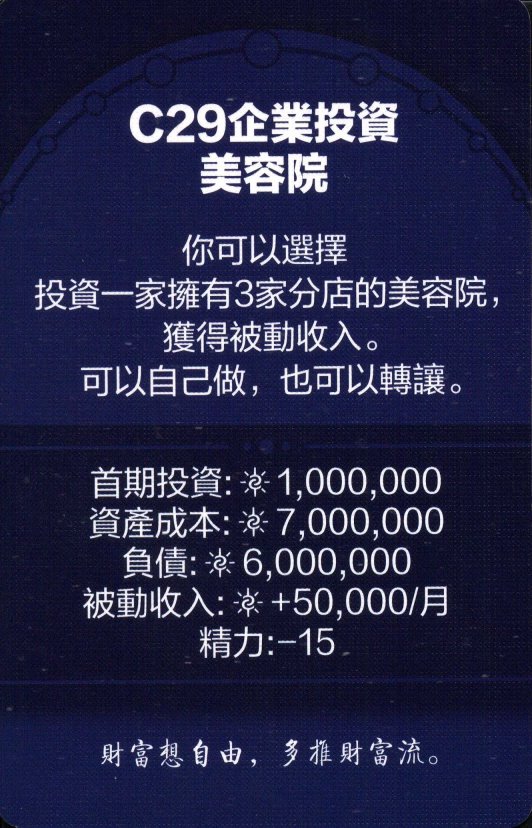 C29企業投資
美容院
你可以選擇
投資一家擁有3家分店的美容院，
獲得被動收入。
可以自己做，也可以轉讓。
首期投資: 1,000,000
資產成本: 7,000,000
負債: 6,000,000
被動收入: +50,000/月
精力:−15
財富想自由，多推財富流。